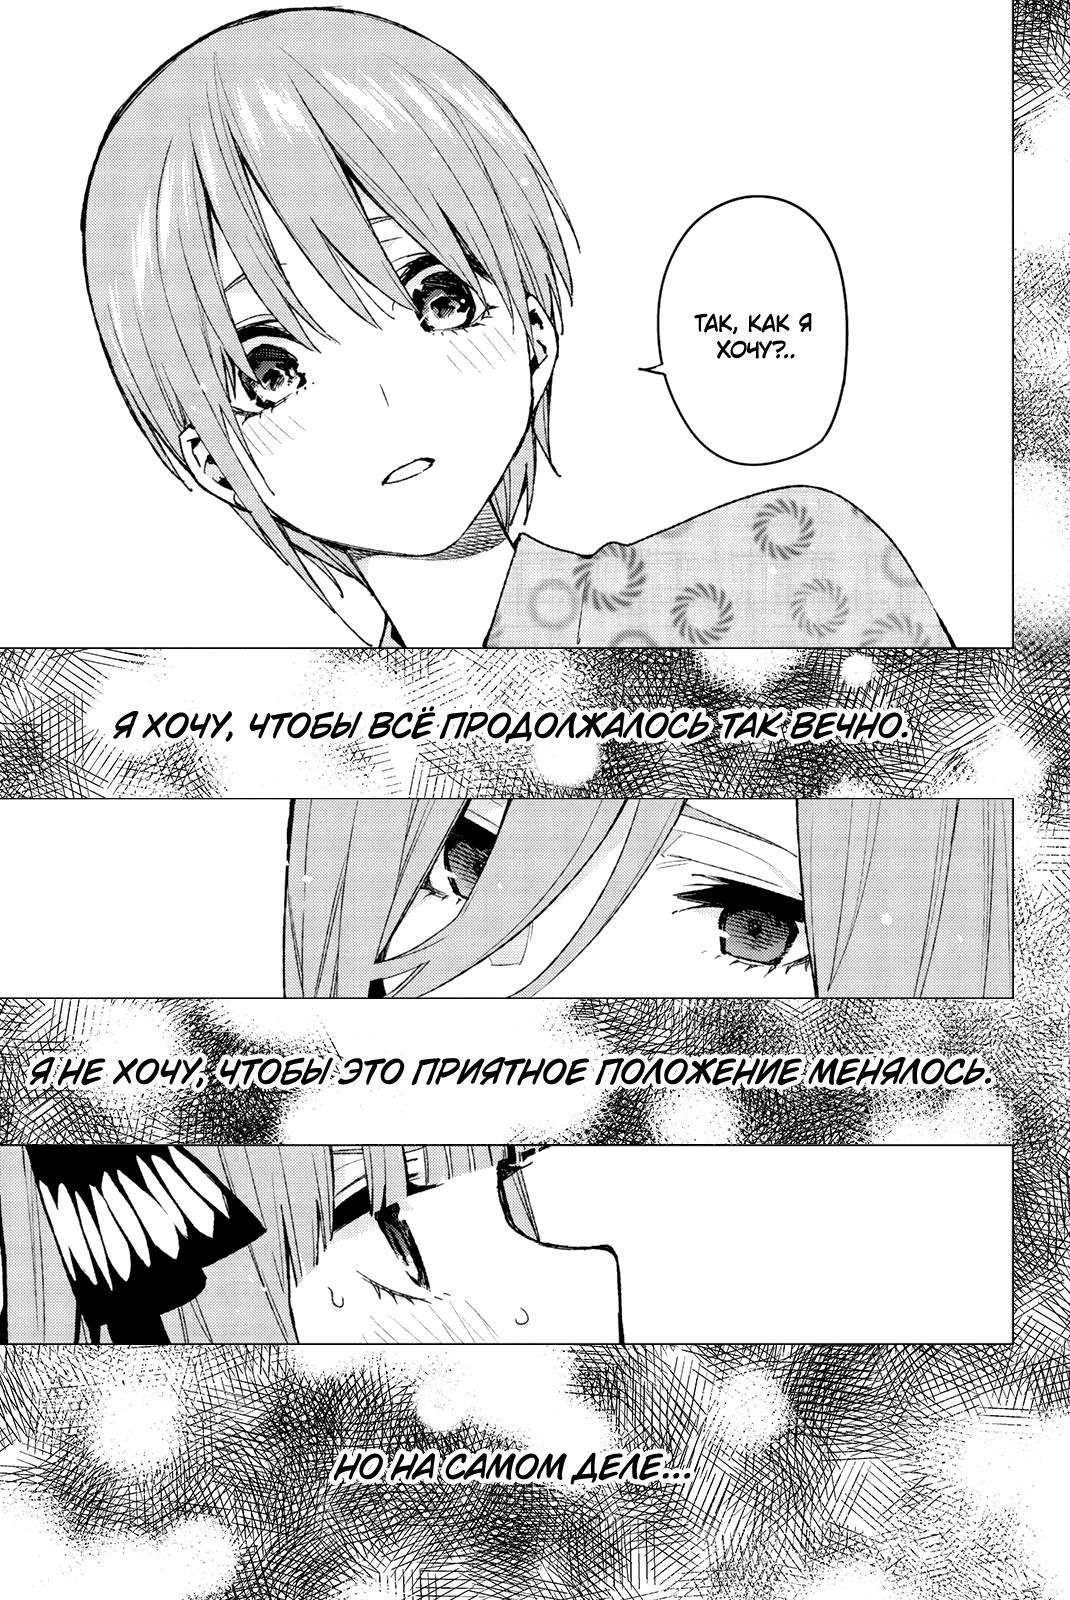 ТАК, КАК Я
ХОЧУ?..
Я ХОЧУ, ЧТОБЫ ВСЁ ПРОДОЛЖАЛОСЬ ТАК ВЕЧНО.
Я НЕ ХОЧУ, ЧТОБЫ ЭТО ПРИЯТНОЕ ПОЛОЖЕНИЕ МЕНЯЛОСЬ.
НО НА САМОМ ДЕЛЕ...